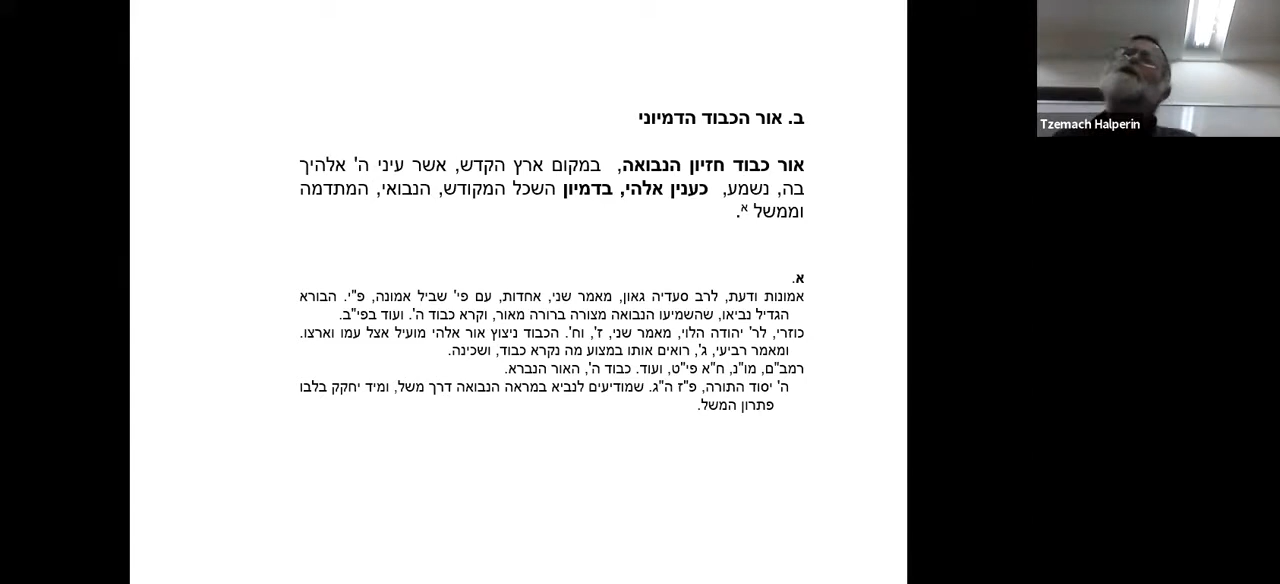 ב. אור הכבוד הדמיוני
אור כבוד חזיון הנבואה, במקום ארץ הקדש, אשר עיני ה' אלהיך
בה, נשמע, כענין אלהי, בדמיון השכל המקודש, הנבואי, המתדמה
וממשל א.
א.
אמונות ודעת, לרב סעדיה גאון, מאמר שני, אחדות, עם פי' שביל אמונה, פ"י. הבורא
הגדיל נביאו, שהשמיעו הנבואה מצורה ברורה מאור, וקרא כבוד ה'. ועוד בפי"ב.
כוזרי, לר' יהודה הלוי, מאמר שני, ז', וח'. הכבוד ניצוץ אור אלהי מועיל אצל עמו וארצו.
ומאמר רביעי, ג', רואים אותו במצוע מה נקרא כבוד, ושכינה.
רמב"ם, מו"נ, ח"א פי"ט, ועוד. כבוד ה', האור הנברא.
ה' יסוד התורה, פ"ז ה"ג. שמודיעים לנביא במראה הנבואה דרך משל, ומיד יחקק בלבו
פתרון המשל.
Tzemach Halperin